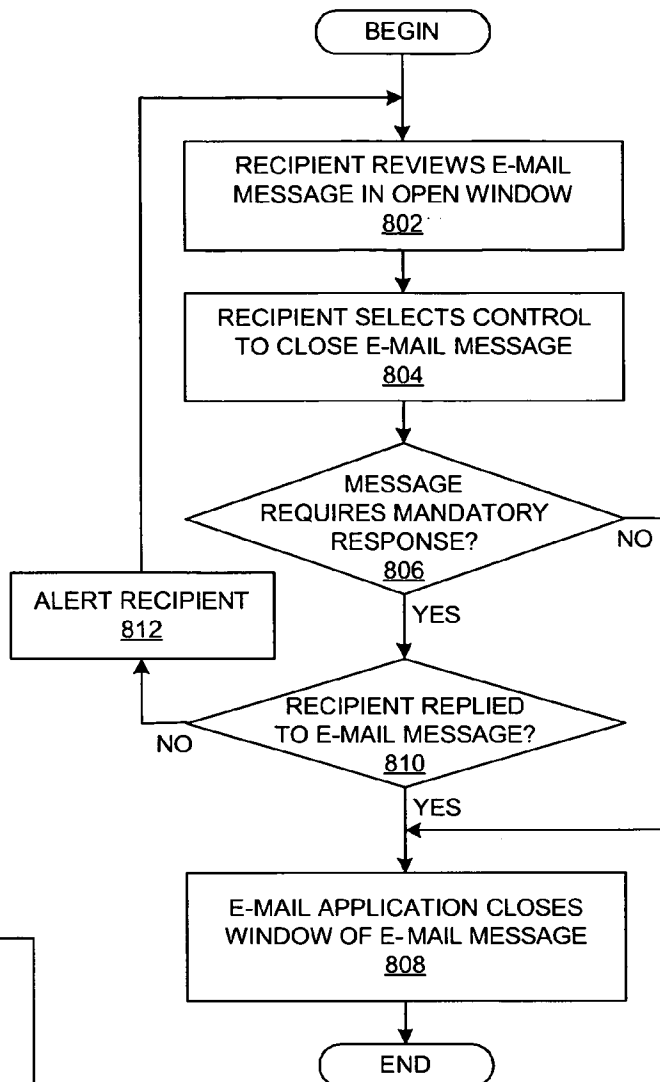 BEGIN
RECIPIENT REVIEWS E-MAIL
MESSAGE IN OPEN WINDOW
802
RECIPIENT SELECTS CONTROL
TO CLOSE E-MAIL MESSAGE
804
MESSAGE
REQUIRES MANDATORY
RESPONSE?
806
NO
YES
ALERT RECIPIENT
812
RECIPIENT REPLIED
TO E-MAIL MESSAGE?
810
NO
YES
E-MAIL APPLICATION CLOSES
WINDOW OF E-MAIL MESSAGE
808
END